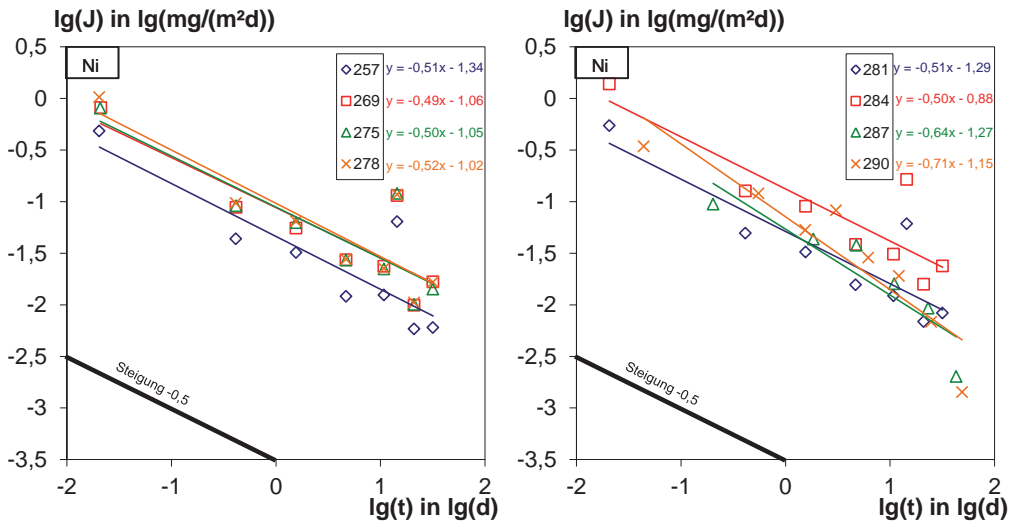 lg(J) in lg(mg/(m²d))
0,5
0
-0,5
-1
-1,5
-2
-2,5
-3
-3,5
-2
-1
0
1
2
lg(t) in lg(d)
Ni
257 y = -0,51x - 1,34
269 y = -0,49x - 1,06
275 y = -0,50x - 1,05
278 y = -0,52x - 1,02
Steigung -0,5
lg(J) in lg(mg/(m²d))
0,5
0
-0,5
-1
-1,5
-2
-2,5
-3
-3,5
-2
-1
0
1
2
lg(t) in lg(d)
Ni
281 y = -0,51x - 1,29
284 y = -0,50x - 0,88
287 y = -0,64x - 1,27
290 y = -0,71x - 1,15
Steigung -0,5